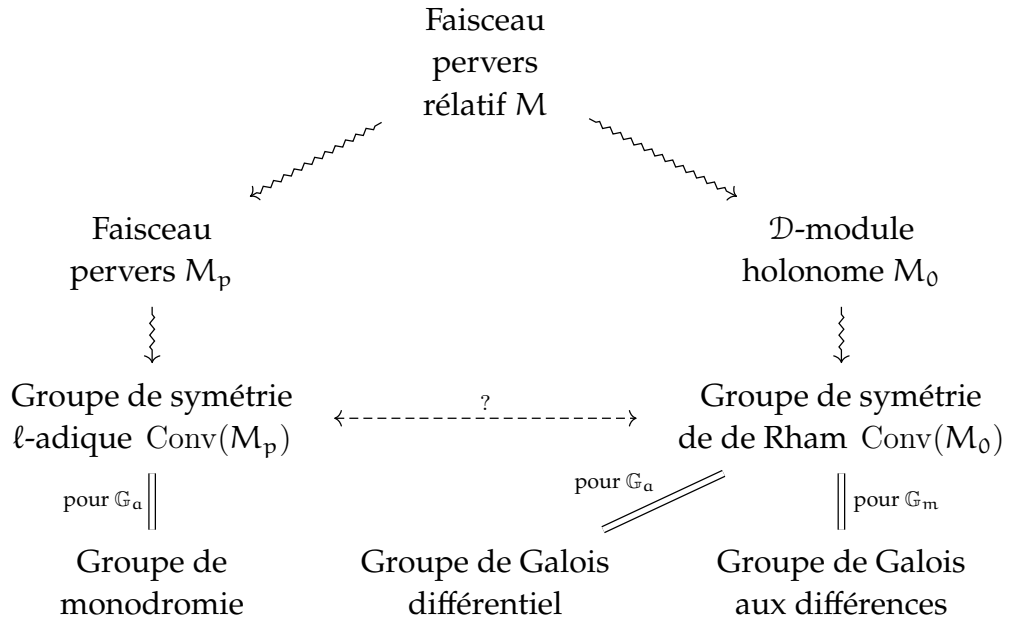 Faisceau
pervers
rélatif M
Faisceau
pervers M_p
𝒟-module
holonome M_0
Groupe de symétrie
ℓ-adique Conv(M_p)
?
Groupe de symétrie
de de Rham Conv(M_0)
pour 𝔾_a
pour 𝔾_a
pour 𝔾_m
Groupe de
monodromie
Groupe de Galois
différentiel
Groupe de Galois
aux différences